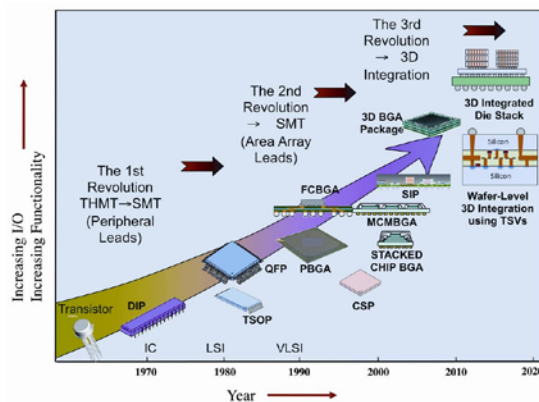 The 3rd
Revolution
→ 3D
Integration
3D Integrated
Die Stack
The 2nd
Revolution
→ SMT
(Area Array
Leads)
3D BGA
Package
Silicon
Silicon
Wafer-Level
3D Integration
using TSVs
The 1st
Revolution
THMT→SMT
(Peripheral
Leads)
FCBGA
SIP
MCMBGA
QFP
PBGA
STACKED
CHIP BGA
Transistor
DIP
TSOP
CSP
IC
LSI
VLSI
1970
1980
1990
2000
2010
2020
Year
Increasing I/O
Increasing Functionality